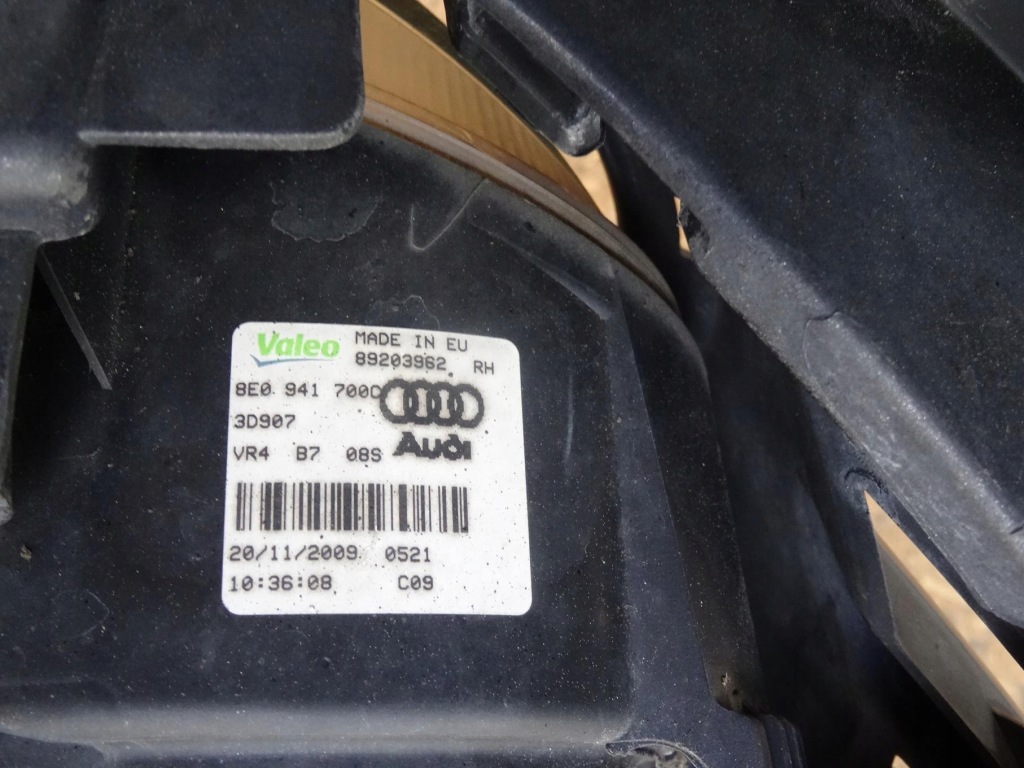 Valeo MADE IN EU
89203962 RH
8E0 941 700C
3D907
VR4 B7 08S Audi
20/11/2009 0521
10:36:08 C09